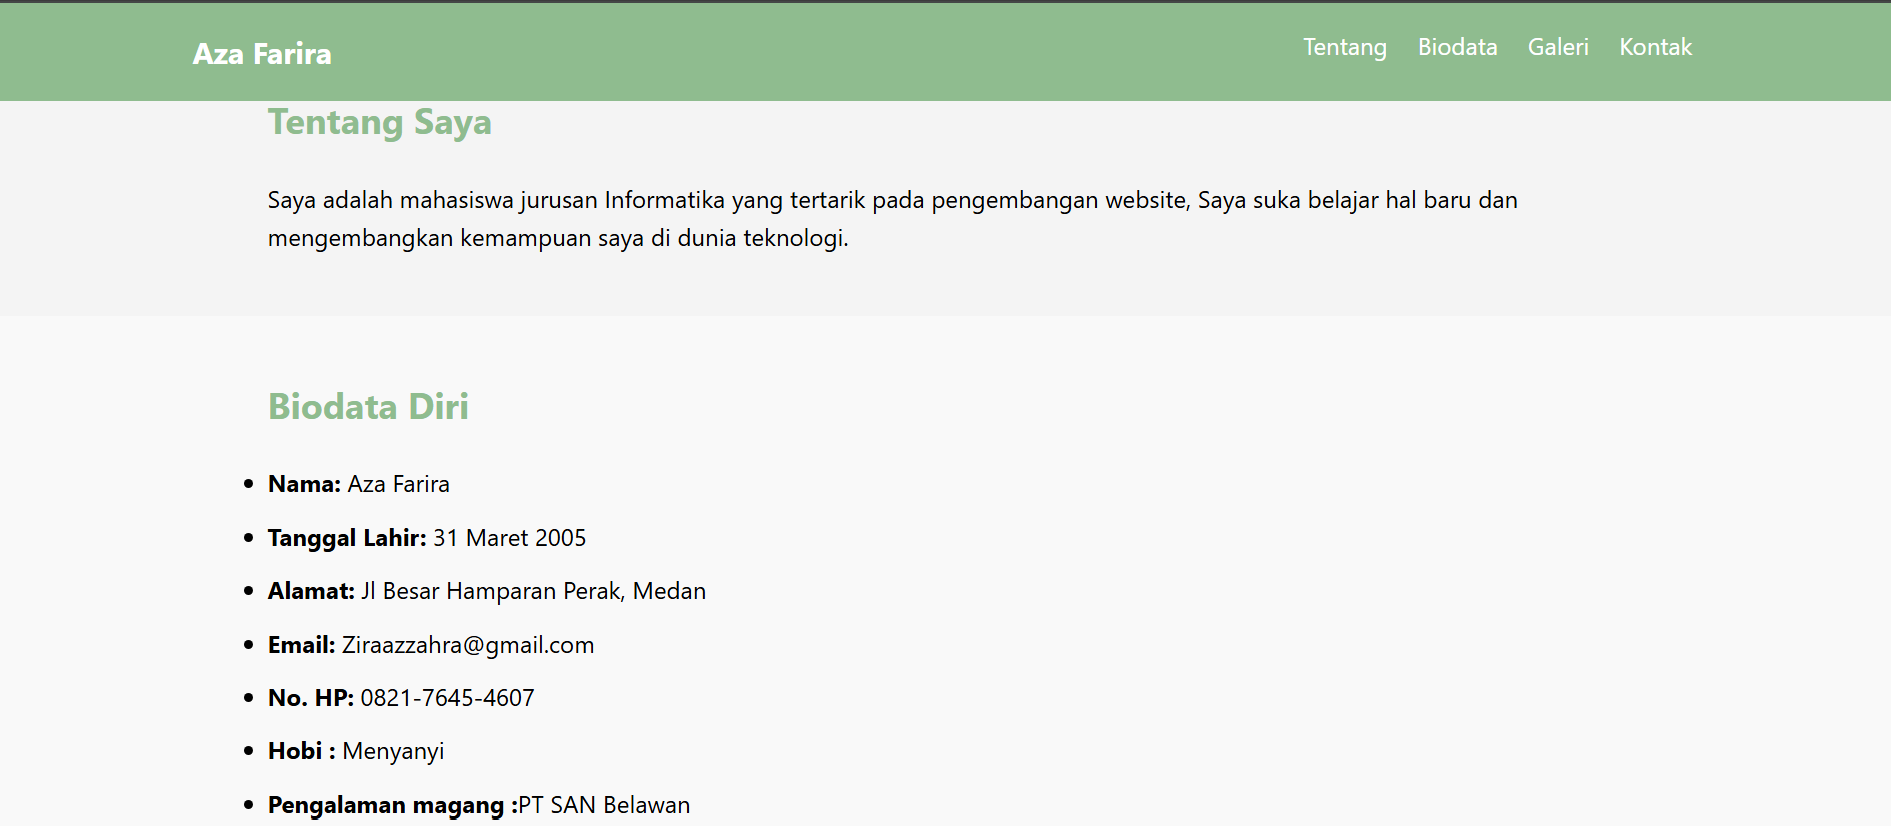 Aza Farira
Tentang Biodata Galeri Kontak
Tentang Saya
Saya adalah mahasiswa jurusan Informatika yang tertarik pada pengembangan website, Saya suka belajar hal baru dan
mengembangkan kemampuan saya di dunia teknologi.
Biodata Diri
Nama: Aza Farira
Tanggal Lahir: 31 Maret 2005
Alamat: Jl Besar Hamparan Perak, Medan
Email: Ziraazzahra@gmail.com
No. HP: 0821-7645-4607
Hobi : Menyanyi
Pengalaman magang :PT SAN Belawan